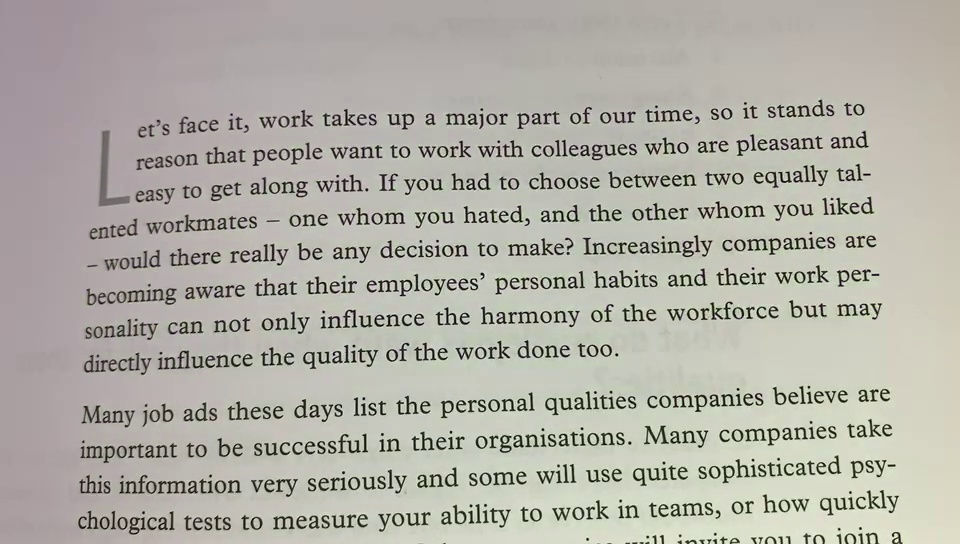 Let's face it, work takes up a major part of our time, so it stands to
reason that people want to work with colleagues who are pleasant and
easy to get along with. If you had to choose between two equally tal-
ented workmates – one whom you hated, and the other whom you liked
– would there really be any decision to make? Increasingly companies are
becoming aware that their employees' personal habits and their work per-
sonality can not only influence the harmony of the workforce but may
directly influence the quality of the work done too.
Many job ads these days list the personal qualities companies believe are
important to be successful in their organisations. Many companies take
this information very seriously and some will use quite sophisticated psy-
chological tests to measure your ability to work in teams, or how quickly
will invite you to join a